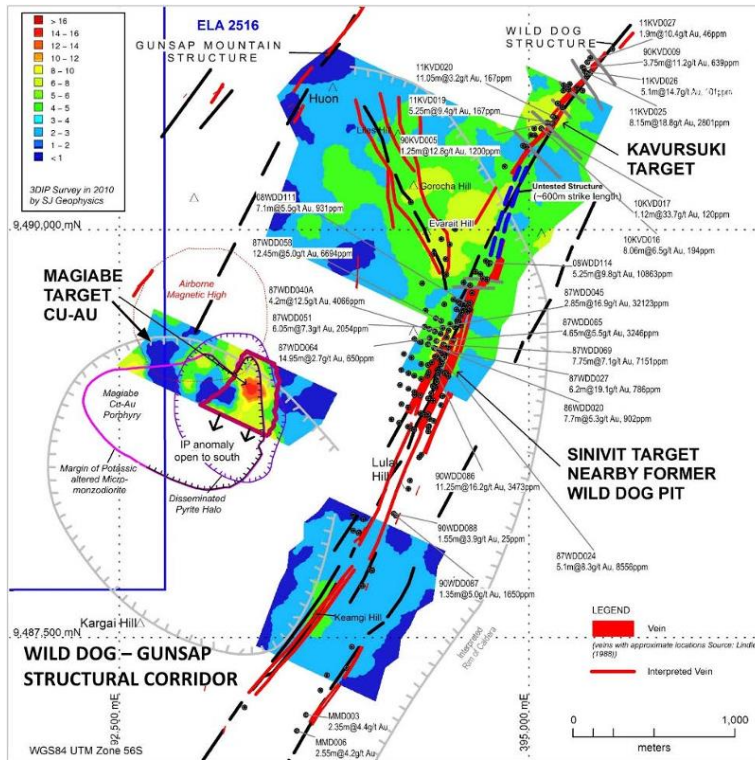 > 16
14 - 16
12 - 14
10 - 12
8 - 10
6 - 8
5 - 6
4 - 5
3 - 4
2 - 3
1 - 2
< 1
3DIP Survey in 2010
by SJ Geophysics
ELA 2516
GUNSAP MOUNTAIN
STRUCTURE
WILD DOG
STRUCTURE
11KVD027
1.9m@10.4g/t Au, 46ppm
90KVD009
3.75m@11.2g/t Au, 639ppm
11KVD026
5.1m@14.7g/t Au,
11KVD025
8.15m@18.8g/t Au, 2801ppm
11KVD020
11.05m@3.2g/t Au, 167ppm
11KVD019
5.25m@9.4g/t Au, 167ppm
90KVD005
1.25m@12.8g/t Au, 1200ppm
KAVURSUKI
TARGET
Huon
Gorocha Hill
Evarait Hill
Untested Structure
(~600m strike length)
10KVD017
1.12m@33.7g/t Au, 120ppm
10KVD016
8.06m@6.5g/t Au, 194ppm
9,490,000 mN
08WDD111
7.1m@5.5g/t Au, 931ppm
87WDD058
12.45m@5.0g/t Au, 6694ppm
87WDD040A
4.2m@12.5g/t Au, 4066ppm
87WDD051
6.05m@7.3g/t Au, 2054ppm
87WDD064
14.95m@2.7g/t Au, 650ppm
08WDD114
5.25m@9.8g/t Au, 10863ppm
87WDD045
2.85m@16.9g/t Au, 32123ppm
87WDD065
4.65m@5.5g/t Au, 3246ppm
87WDD069
7.75m@7.1g/t Au, 7151ppm
87WDD027
6.2m@19.1g/t Au, 786ppm
86WDD020
7.7m@5.3g/t Au, 902ppm
MAGIABE
TARGET
CU-AU
Airborne
Magnetic High
Magiabe
Cu-Au
Porphyry
IP anomaly
open to south
Margin of Potassic
altered Micro-
monzodiorite
Disseminated
Pyrite Halo
Lula
Hill
SINIVIT TARGET
NEARBY FORMER
WILD DOG PIT
90WDD086
11.25m@16.2g/t Au, 3473ppm
90WDD088
1.55m@3.9g/t Au, 25ppm
87WDD024
5.1m@8.3g/t Au, 8556ppm
90WDD087
1.35m@5.0g/t Au, 1650ppm
Keamgi Hill
Kargai Hill
9,487,500 mN
Interpreted
Rim of Caldera
WILD DOG – GUNSAP
STRUCTURAL CORRIDOR
LEGEND
Vein
(veins with approximate locations Source: Lindle
(1988))
Interpreted Vein
MMD003
2.35m@4.4g/t Au
MMD006
2.55m@4.2g/t Au
92,500 mE
395,000 mE
0 1,000
meters
WGS84 UTM Zone 56S